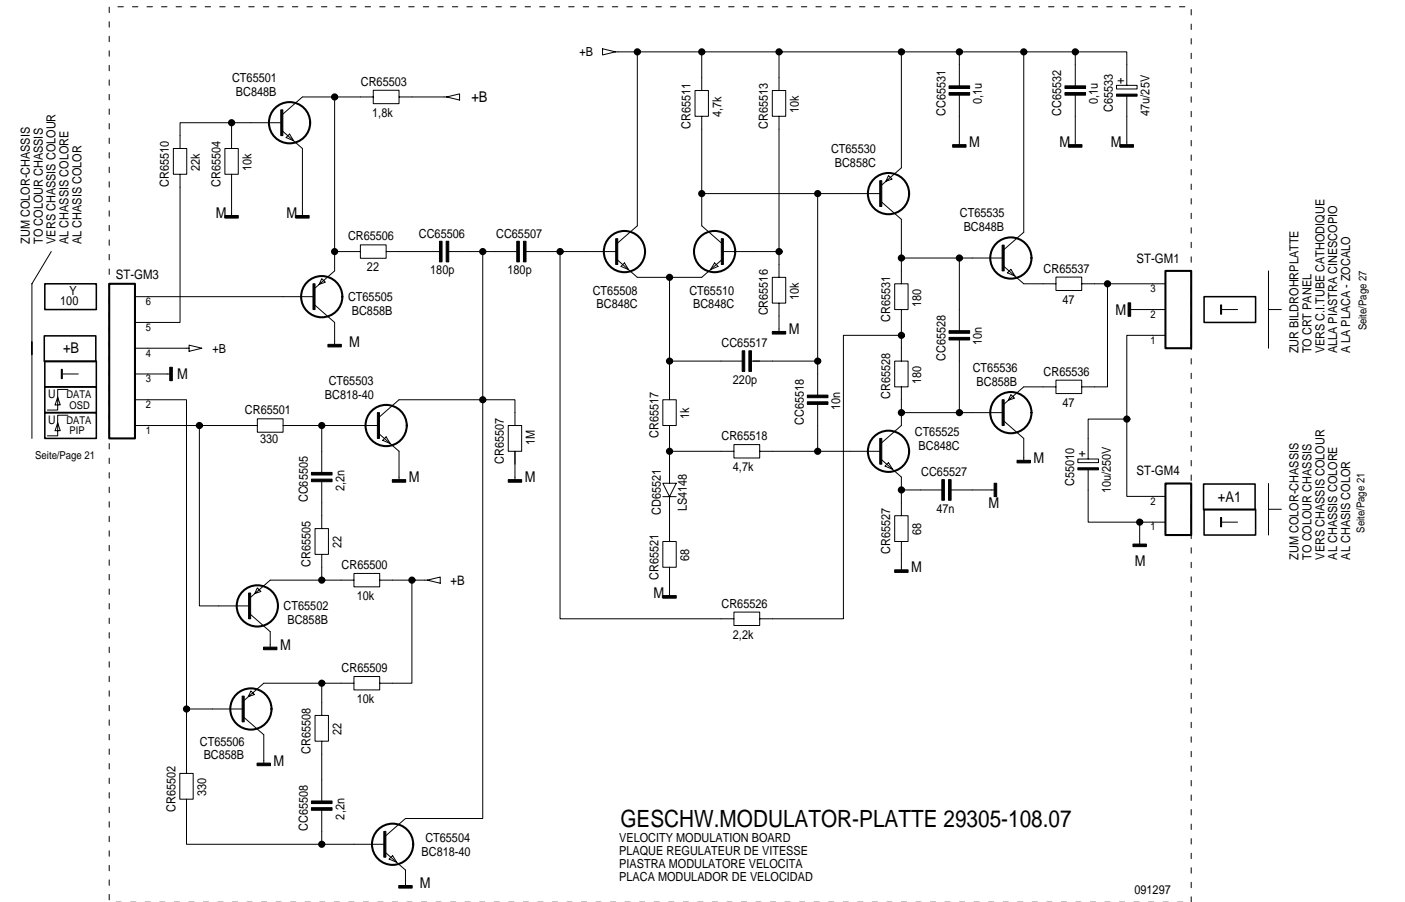 ZUM COLOR-CHASSIS
TO COLOUR CHASSIS
VERS CHASSIS COLOUR
AL CHASSIS COLORE
AL CHASIS COLOR
ST-GM3
Y
100
+B
U DATA
OSD
U DATA
PIP
Seite/Page 21
6
5
4
3
2
1
+B
M
CT65501
BC848B
CR65503
1,8k
+B
CR65510
22k
CR65504
10k
M
M
CR65506
22
CC65506
180p
CC65507
180p
CT65505
BC858B
M
CT65503
BC818-40
CR65501
330
M
CR65507
1M
M
CC65505
2,2n
CR65505
22
CR65500
10k
+B
CT65502
BC858B
M
CR65509
10k
CT65506
BC858B
M
CR65508
22
CR65502
330
CC65508
2,2n
CT65504
BC818-40
M
+B
CR65511
4,7k
CR65513
10k
CT65530
BC858C
CC65531
0,1u
M
CC65532
0,1u
M
C65533
+
47u/25V
M
CT65508
BC848C
CT65510
BC848C
CR65516
10k
M
CT65535
BC848B
CR65537
47
CR65531
180
CC65528
10n
CC65517
220p
CR65528
180
CT65536
BC858B
CR65536
47
M
CR65517
1k
CC65518
10n
CR65518
4,7k
CT65525
BC848C
CC65527
47n
M
CD65521
LS4148
CR65527
68
M
CR65521
68
M
CR65526
2,2k
ST-GM1
3
2
1
M
ZUR BILDROHRPLATTE
TO CRT PANEL
VERS C.I.TUBE CATHODIQUE
ALLA PIASTRA CINESCOPIO
A LA PLACA - ZOCALO
Seite/Page 27
C55010
+
10u/250V
ST-GM4
2
1
M
+A1
ZUM COLOR-CHASSIS
TO COLOUR CHASSIS
VERS CHASSIS COLOUR
AL CHASSIS COLORE
AL CHASIS COLOR
Seite/Page 21
GESCHW.MODULATOR-PLATTE 29305-108.07
VELOCITY MODULATION BOARD
PLAQUE REGULATEUR DE VITESSE
PIASTRA MODULATORE VELOCITA
PLACA MODULADOR DE VELOCIDAD
091297